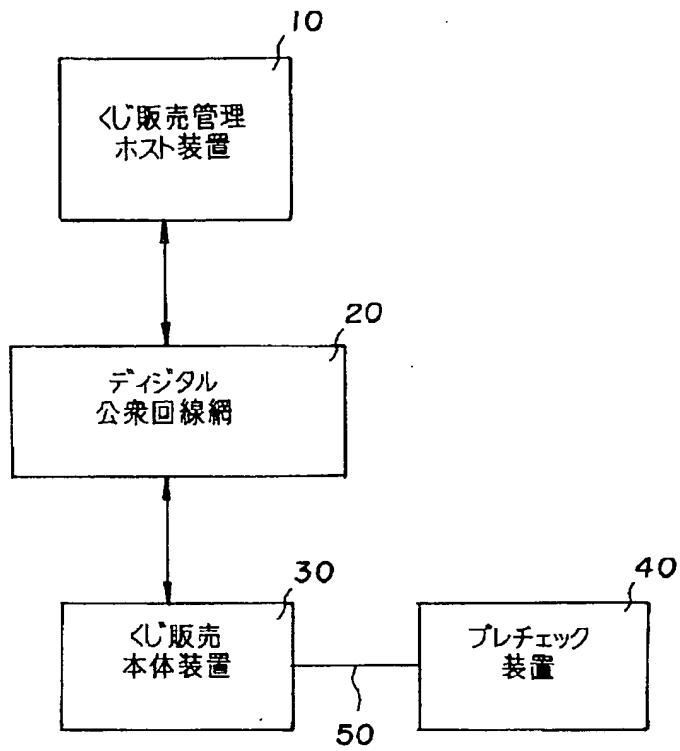 10
くじ販売管理
ホスト装置
20
ディジタル
公衆回線網
30
くじ販売
本体装置
40
プレチェック
装置
50